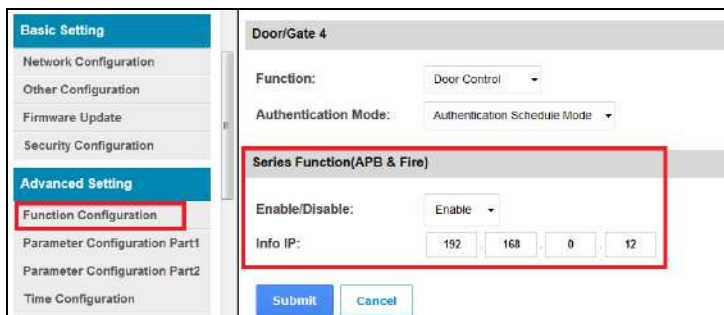 Basic Setting
Network Configuration
Other Configuration
Firmware Update
Security Configuration
Advanced Setting
Function Configuration
Parameter Configuration Part1
Parameter Configuration Part2
Time Configuration
Door/Gate 4
Function: Door Control
Authentication Mode: Authentication Schedule Mode
Series Function(APB & Fire)
Enable/Disable: Enable
Info IP: 192 . 168 . 0 . 12
Submit Cancel